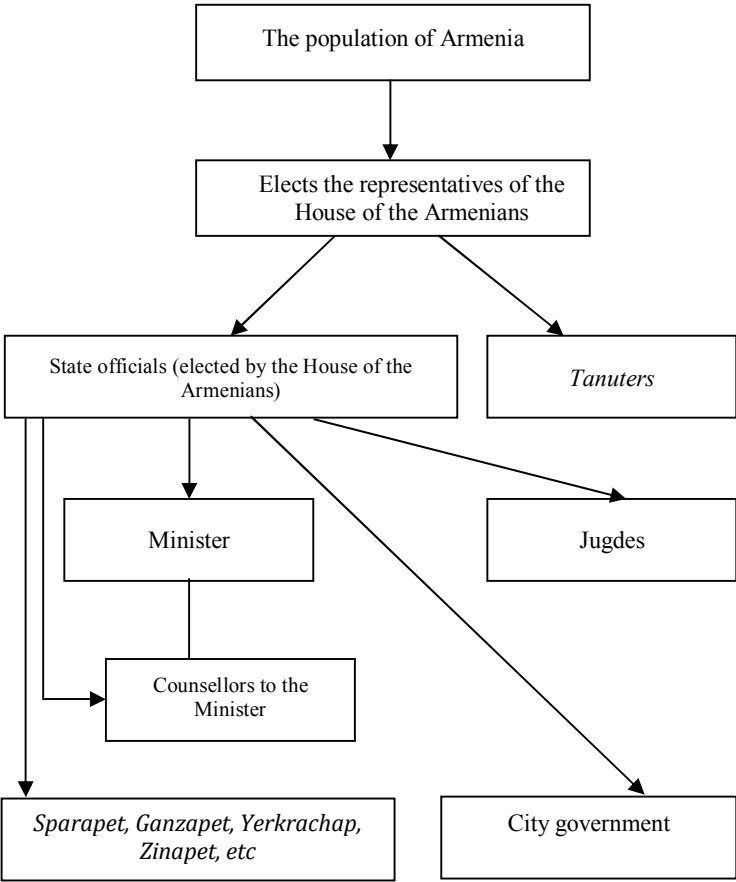 The population of Armenia
Elects the representatives of the
House of the Armenians
State officials (elected by the House of the
Armenians)
Tanuters
Minister
Jugdes
Counsellors to the
Minister
Sparapet, Ganzapet, Yerkrachap,
Zinapet, etc
City government